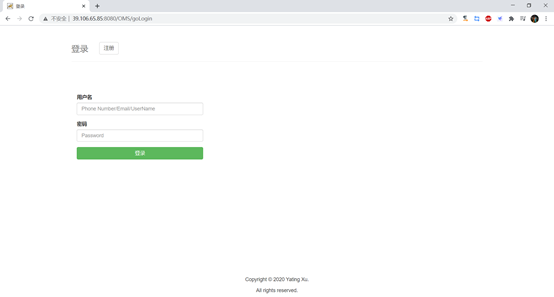 登录
不安全 | 39.106.65.85:8080/OMS/goLogin
登录 注册
用户名
Phone Number/Email/UserName
密码
Password
登录
Copyright © 2020 Yating Xu.
All rights reserved.